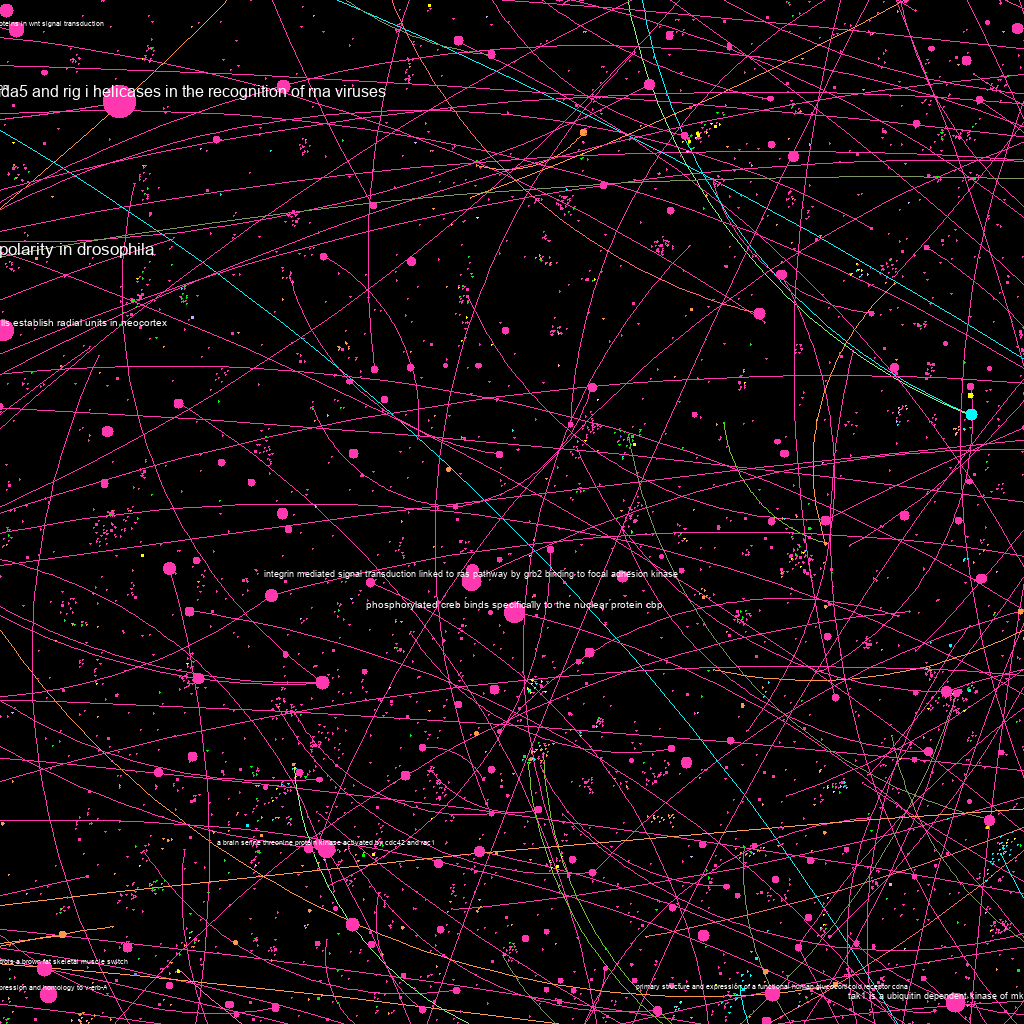 oteins in wnt signal transduction
da5 and rig i helicases in the recognition of rna viruses
polarity in drosophila
lls establish radial units in neocortex
integrin mediated signal transduction linked to ras pathway by grb2 binding to focal adhesion kinase
phosphorylated creb binds specifically to the nuclear protein cbp
a brain serine threonine protein kinase activated by cdc42 and rac1
rols a brown fat skeletal muscle switch
pression and homology to v-erb-A
primary structure and expression of a functional human glucocorticoid receptor cdna
tak1 is a ubiquitin dependent kinase of mk